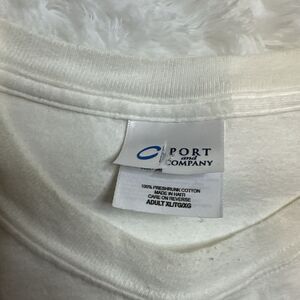 PORT
and
COMPANY
100% PRESHRUNK COTTON
MADE IN HAITI
CARE ON REVERSE
ADULT XL/TG/XG